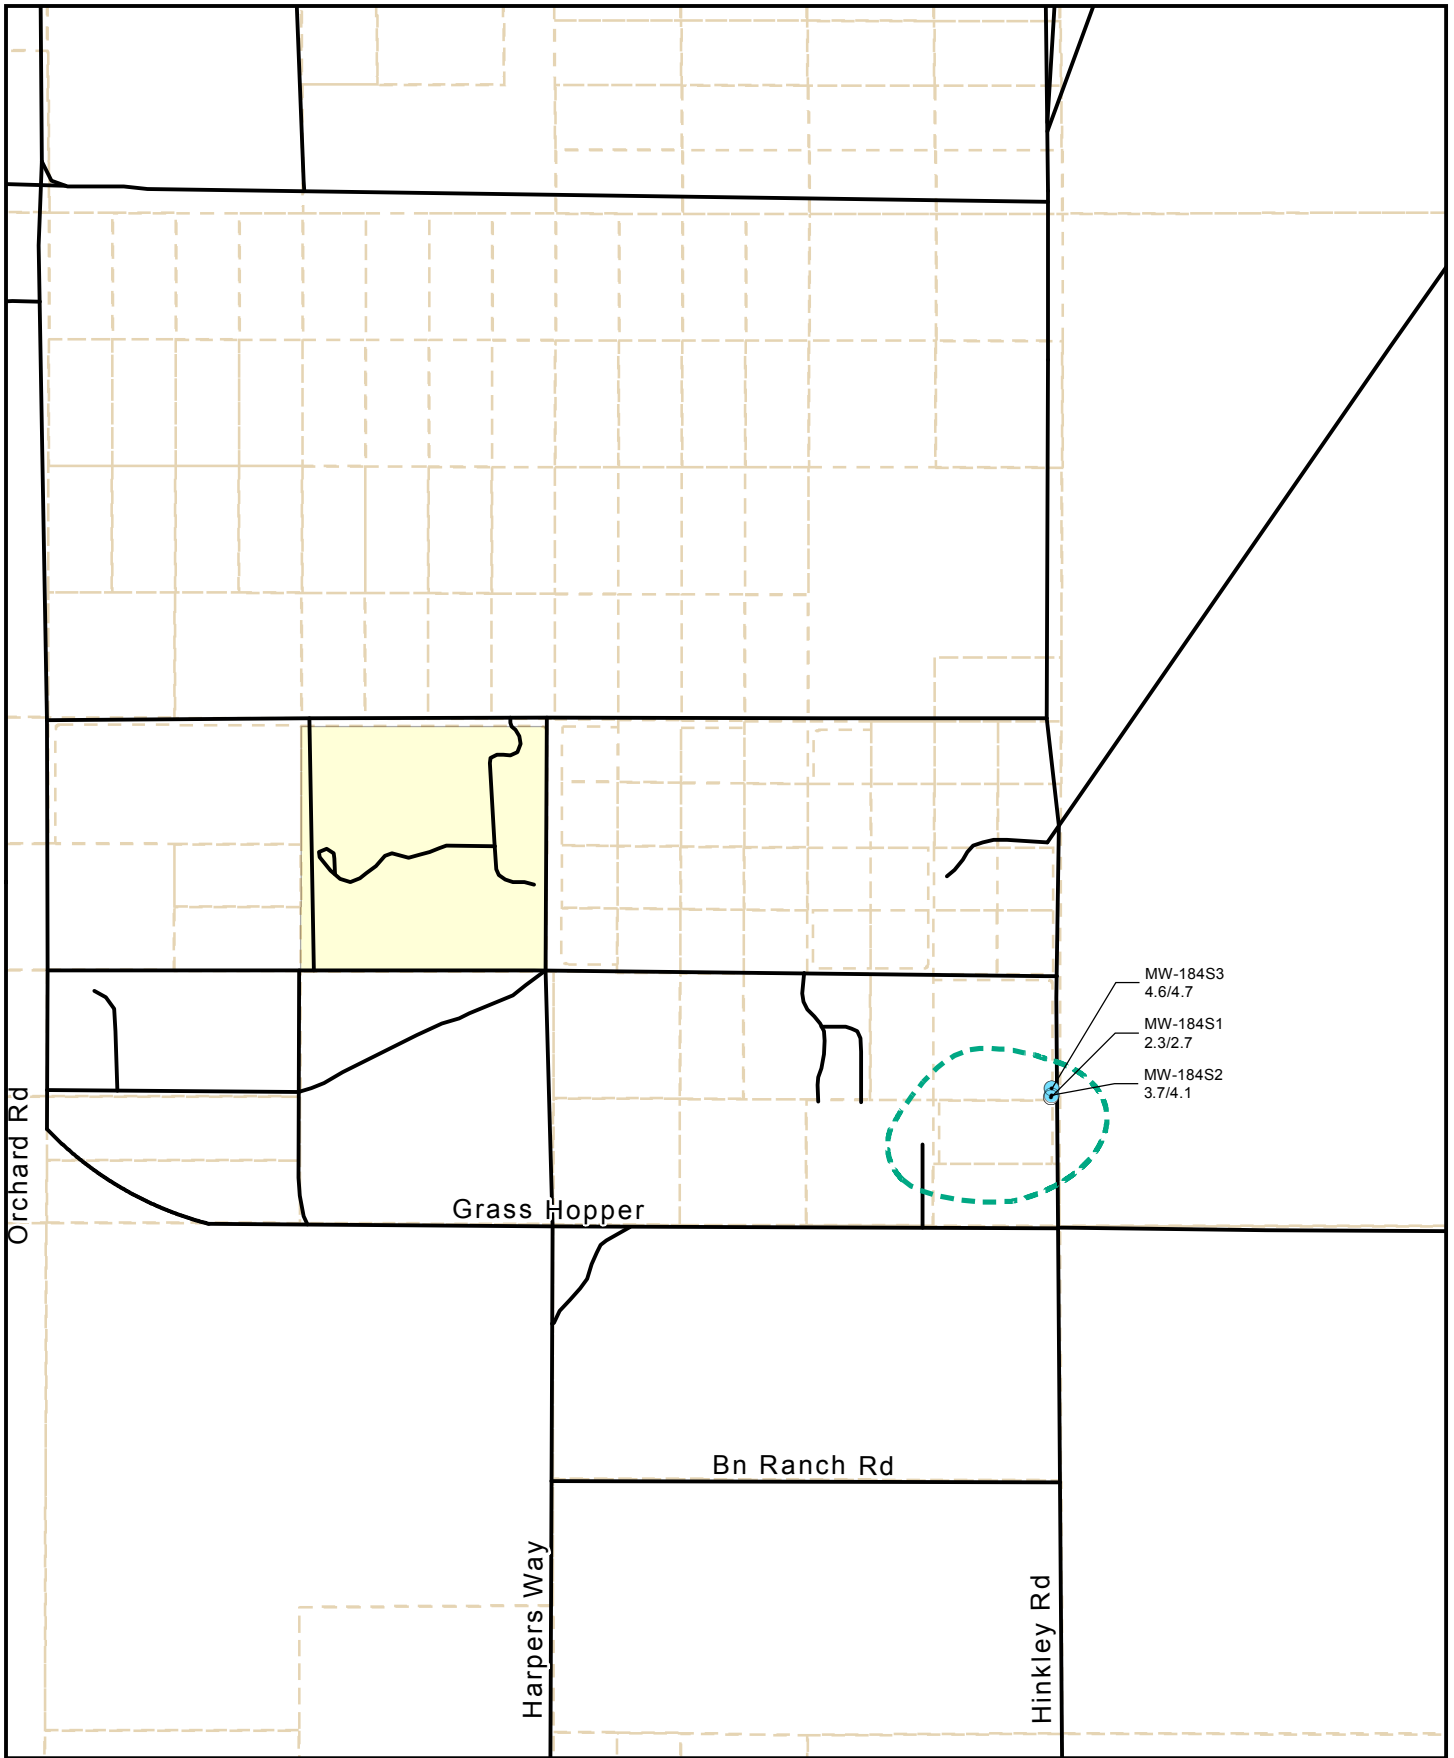 MW-184S3
4.6/4.7
MW-184S1
2.3/2.7
MW-184S2
3.7/4.1
Orchard Rd
Grass Hopper
Bn Ranch Rd
Harpers Way
Hinkley Rd